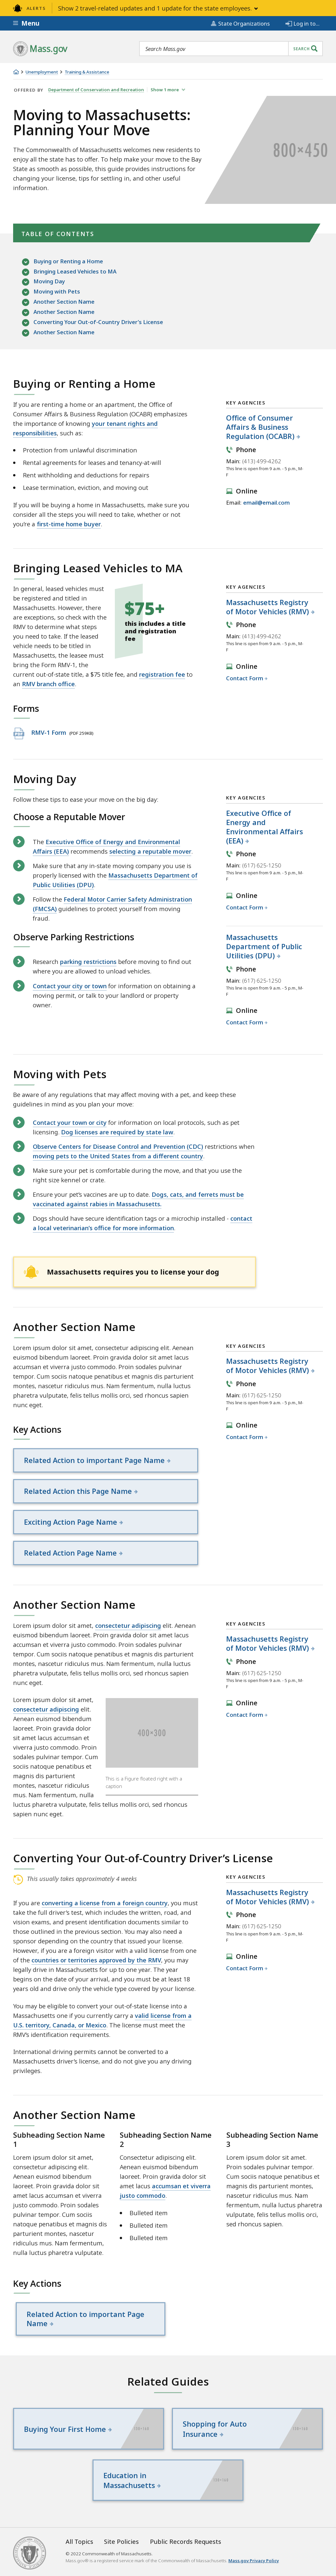 ALERTS Show 2 travel-related updates and 1 update for the state employees.
Menu
State Organizations
Log in to...
Mass.gov
Search Mass.gov
SEARCH
Unemployment
Training & Assistance
OFFERED BY Department of Conservation and Recreation Show 1 more
Moving to Massachusetts:
Planning Your Move
The Commonwealth of Massachusetts welcomes new residents to
enjoy all the state has to offer. To help make your move to the Bay
State as smooth as possible, the guide provides instructions for
changing your license, tips for settling in, and other useful
information.
800×450
TABLE OF CONTENTS
Buying or Renting a Home
Bringing Leased Vehicles to MA
Moving Day
Moving with Pets
Another Section Name
Another Section Name
Converting Your Out-of-Country Driver's License
Another Section Name
Buying or Renting a Home
If you are renting a home or an apartment, the Office of
Consumer Affairs & Business Regulation (OCABR) emphasizes
the importance of knowing your tenant rights and
responsibilities, such as:
Protection from unlawful discrimination
Rental agreements for leases and tenancy-at-will
Rent withholding and deductions for repairs
Lease termination, eviction, and moving out
If you'll be buying a home in Massachusetts, make sure you
consider all the steps you will need to take, whether or not
you're a first-time home buyer.
KEY AGENCIES
Office of Consumer
Affairs & Business
Regulation (OCABR)
Phone
Main: (413) 499-4262
This line is open from 9 a.m. - 5 p.m., M-
F
Online
Email: email@email.com
Bringing Leased Vehicles to MA
In general, leased vehicles must
be registered and titled in
Massachusetts. However, there
are exceptions, so check with the
RMV to determine what steps
you need to take. If the leased
vehicle needs to be titled in
Massachusetts, the leasee must
bring the Form RMV-1, the
current out-of-state title, a $75 title fee, and registration fee to
an RMV branch office.
$75+
this includes a title
and registration
fee
KEY AGENCIES
Massachusetts Registry
of Motor Vehicles (RMV)
Phone
Main: (413) 499-4262
This line is open from 9 a.m. - 5 p.m., M-
F
Online
Contact Form
Forms
RMV-1 Form (PDF 259KB)
Moving Day
Follow these tips to ease your move on the big day:
Choose a Reputable Mover
The Executive Office of Energy and Environmental
Affairs (EEA) recommends selecting a reputable mover.
Make sure that any in-state moving company you use is
properly licensed with the Massachusetts Department of
Public Utilities (DPU).
Follow the Federal Motor Carrier Safety Administration
(FMCSA) guidelines to protect yourself from moving
fraud.
Observe Parking Restrictions
Research parking restrictions before moving to find out
where you are allowed to unload vehicles.
Contact your city or town for information on obtaining a
moving permit, or talk to your landlord or property
owner.
KEY AGENCIES
Executive Office of
Energy and
Environmental Affairs
(EEA)
Phone
Main: (617) 625-1250
This line is open from 9 a.m. - 5 p.m., M-
F
Online
Contact Form
Massachusetts
Department of Public
Utilities (DPU)
Phone
Main: (617) 625-1250
This line is open from 9 a.m. - 5 p.m., M-
F
Online
Contact Form
Moving with Pets
Be aware of any regulations that may affect moving with a pet, and keep these
guidelines in mind as you plan your move:
Contact your town or city for information on local protocols, such as pet
licensing. Dog licenses are required by state law.
Observe Centers for Disease Control and Prevention (CDC) restrictions when
moving pets to the United States from a different country.
Make sure your pet is comfortable during the move, and that you use the
right size kennel or crate.
Ensure your pet's vaccines are up to date. Dogs, cats, and ferrets must be
vaccinated against rabies in Massachusetts.
Dogs should have secure identification tags or a microchip installed - contact
a local veterinarian's office for more information.
Massachusetts requires you to license your dog
Another Section Name
Lorem ipsum dolor sit amet, consectetur adipiscing elit. Aenean
euismod bibendum laoreet. Proin gravida dolor sit amet lacus
accumsan et viverra justo commodo. Proin sodales pulvinar
tempor. Cum sociis natoque penatibus et magnis dis parturient
montes, nascetur ridiculus mus. Nam fermentum, nulla luctus
pharetra vulputate, felis tellus mollis orci, sed rhoncus sapien
nunc eget.
KEY AGENCIES
Massachusetts Registry
of Motor Vehicles (RMV)
Phone
Main: (617) 625-1250
This line is open from 9 a.m. - 5 p.m., M-
F
Online
Contact Form
Key Actions
Related Action to important Page Name
Related Action this Page Name
Exciting Action Page Name
Related Action Page Name
Another Section Name
Lorem ipsum dolor sit amet, consectetur adipiscing elit. Aenean
euismod bibendum laoreet. Proin gravida dolor sit amet lacus
accumsan et viverra justo commodo. Proin sodales pulvinar
tempor. Cum sociis natoque penatibus et magnis dis parturient
montes, nascetur ridiculus mus. Nam fermentum, nulla luctus
pharetra vulputate, felis tellus mollis orci, sed rhoncus sapien
nunc eget.
Lorem ipsum dolor sit amet,
consectetur adipiscing elit.
Aenean euismod bibendum
laoreet. Proin gravida dolor
sit amet lacus accumsan et
viverra justo commodo. Proin
sodales pulvinar tempor. Cum
sociis natoque penatibus et
magnis dis parturient
montes, nascetur ridiculus
mus. Nam fermentum, nulla
luctus pharetra vulputate, felis tellus mollis orci, sed rhoncus
sapien nunc eget.
400×300
This is a Figure floated right with a
caption.
KEY AGENCIES
Massachusetts Registry
of Motor Vehicles (RMV)
Phone
Main: (617) 625-1250
This line is open from 9 a.m. - 5 p.m., M-
F
Online
Contact Form
Converting Your Out-of-Country Driver's License
This usually takes approximately 4 weeks
If you are converting a license from a foreign country, you must
have your license and will have to take the written, road, and
vision exams, and present the identification documents
outlined in the previous section. You may also need a
sponsor depending on the country that issued the license.
However, if you have a foreign license with an issued date from one
of the countries or territories approved by the RMV, you may
legally drive in Massachusetts for up to one year. This is dated
from the date of your arrival, and you must be at least 18
years old and drive only the vehicle type covered by your license.
You may be eligible to convert your out-of-state license into a
Massachusetts one if you currently carry a valid license from a
U.S. territory, Canada, or Mexico. The license must meet the
RMV's identification requirements.
International driving permits cannot be converted to a
Massachusetts driver's license, and do not give you any driving
privileges.
KEY AGENCIES
Massachusetts Registry
of Motor Vehicles (RMV)
Phone
Main: (617) 625-1250
This line is open from 9 a.m. - 5 p.m., M-
F
Online
Contact Form
Another Section Name
Subheading Section Name
1
Lorem ipsum dolor sit amet,
consectetur adipiscing elit.
Aenean euismod bibendum
laoreet. Proin gravida dolor sit
amet lacus accumsan et viverra
justo commodo. Proin sodales
pulvinar tempor. Cum sociis
natoque penatibus et magnis dis
parturient montes, nascetur
ridiculus mus. Nam fermentum,
nulla luctus pharetra vulputate.
Subheading Section Name
2
Consectetur adipiscing elit.
Aenean euismod bibendum
laoreet. Proin gravida dolor sit
amet lacus accumsan et viverra
justo commodo.
Bulleted item
Bulleted item
Bulleted item
Subheading Section Name
3
Lorem ipsum dolor sit amet.
Proin sodales pulvinar tempor.
Cum sociis natoque penatibus et
magnis dis parturient montes,
nascetur ridiculus mus. Nam
fermentum, nulla luctus pharetra
vulputate, felis tellus mollis orci,
sed rhoncus sapien.
Key Actions
Related Action to important Page
Name
Related Guides
Buying Your First Home
Shopping for Auto
Insurance
Education in
Massachusetts
All Topics
Site Policies
Public Records Requests
© 2022 Commonwealth of Massachusetts.
Mass.gov® is a registered service mark of the Commonwealth of Massachusetts. Mass.gov Privacy Policy